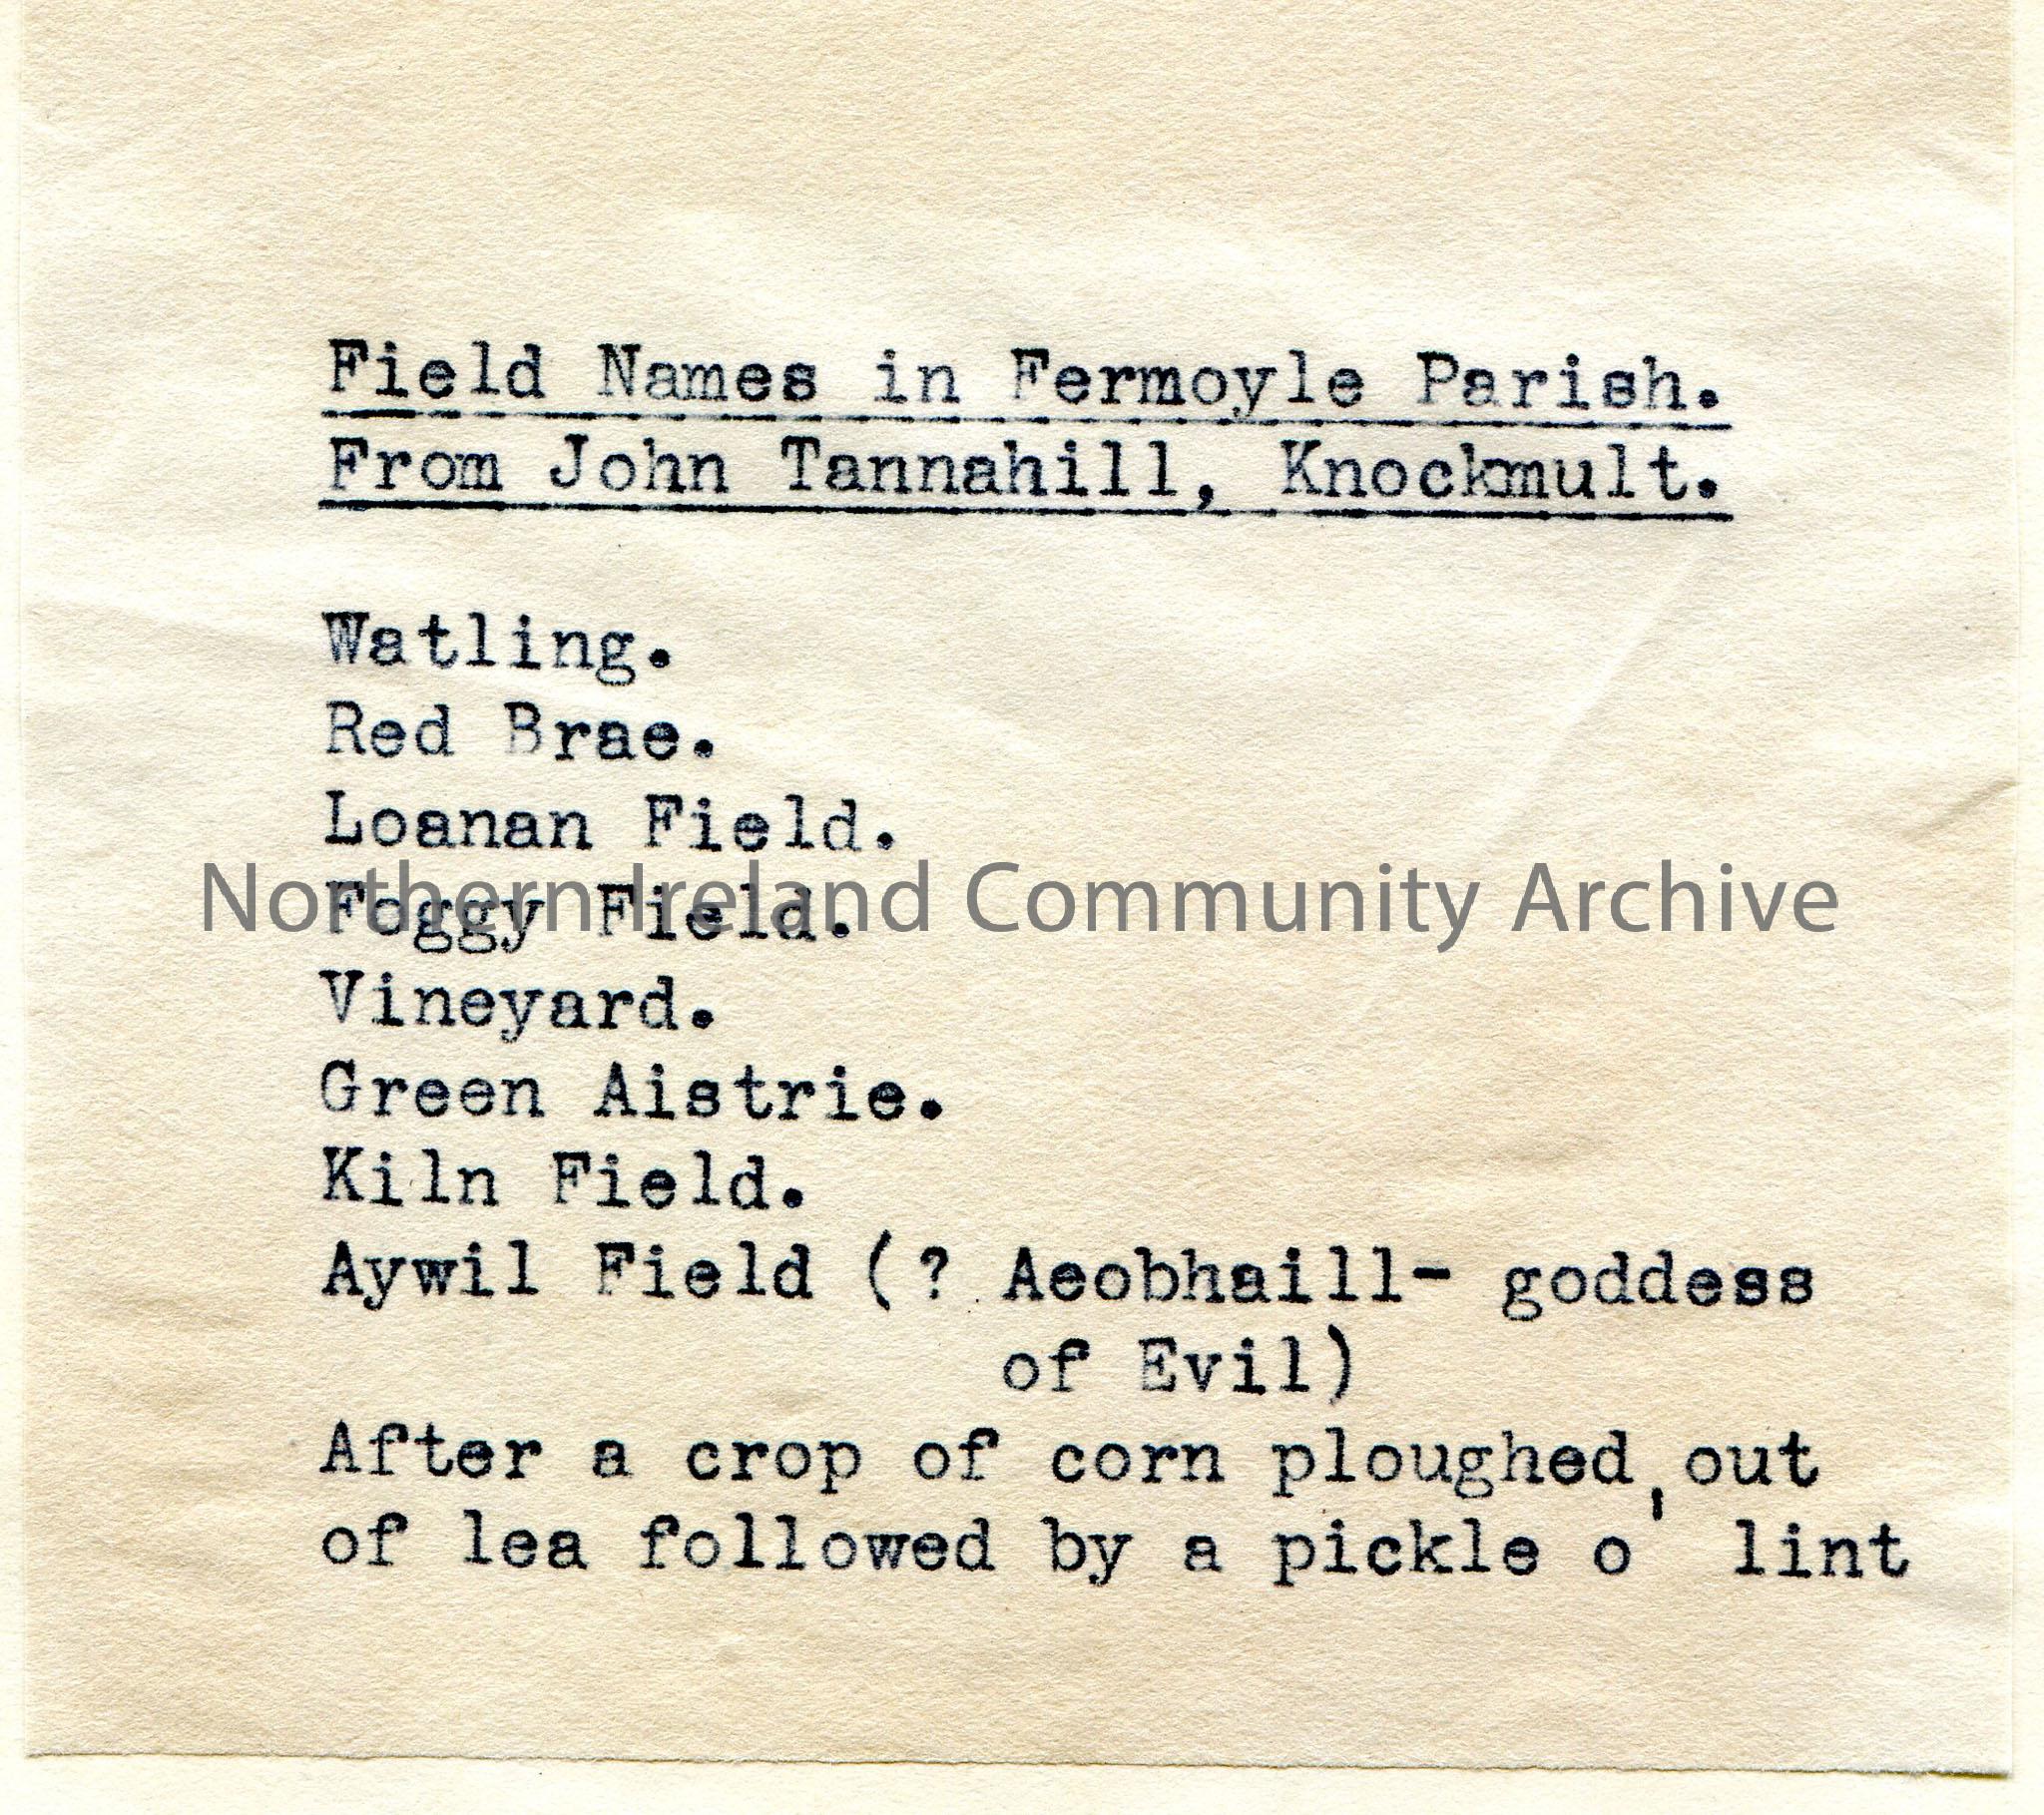 Field Names in Fermoyle Parish.
From John Tannahill, Knockmult.
Watling.
Red Brae.
Loanan Field.
Northern Ireland Community Archive
Foggy Field.
Vineyard.
Green Aistrie.
Kiln Field.
Aywil Field (? Aeobhaill- goddess
of Evil)
After a crop of corn ploughed out
of lea followed by a pickle o' lint